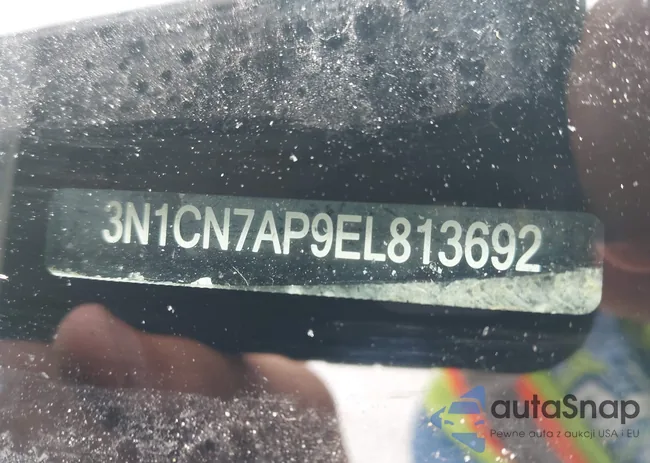 3N1CN7AP9EL813692
autaSnap
Pewne auta z aukcji USA i EU